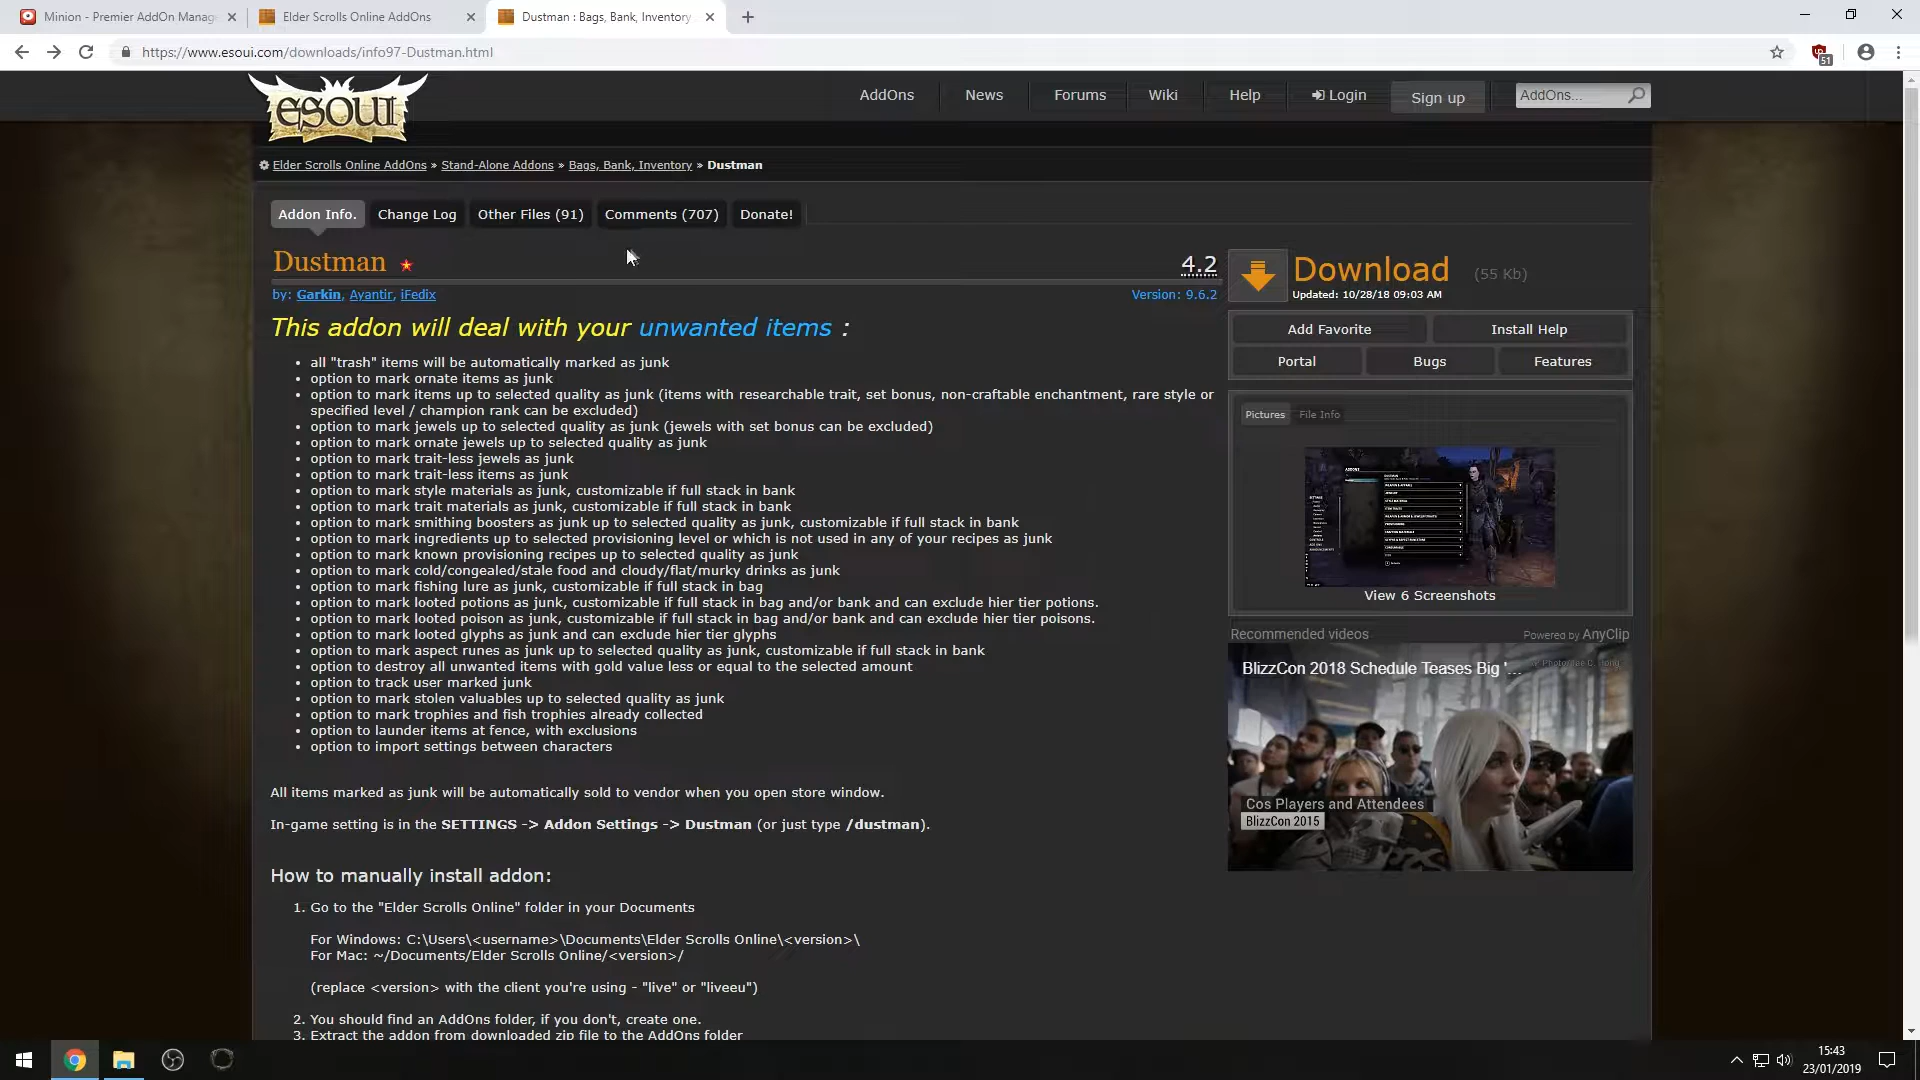 Minion - Premier AddOn Manag
Elder Scrolls Online AddOns
Dustman : Bags, Bank, Inventory
https://www.esoui.com/downloads/info97-Dustman.html
51
ESOUI
AddOns
News
Forums
Wiki
Help
Login
Sign up
AddOns...
Elder Scrolls Online AddOns » Stand-Alone Addons » Bags, Bank, Inventory » Dustman
Addon Info.
Change Log
Other Files (91)
Comments (707)
Donate!
Dustman
4.2
by: Garkin, Ayantir, iFedix
Version: 9.6.2
Download (55 Kb)
Updated: 10/28/18 09:03 AM
Add Favorite
Install Help
Portal
Bugs
Features
Pictures
File Info
View 6 Screenshots
Recommended videos
Powered by AnyClip
BlizzCon 2018 Schedule Teases Big '...
Cos Players and Attendees
BlizzCon 2015
This addon will deal with your unwanted items :
• all "trash" items will be automatically marked as junk
• option to mark ornate items as junk
• option to mark items up to selected quality as junk (items with researchable trait, set bonus, non-craftable enchantment, rare style or
specified level / champion rank can be excluded)
• option to mark jewels up to selected quality as junk (jewels with set bonus can be excluded)
• option to mark ornate jewels up to selected quality as junk
• option to mark trait-less jewels as junk
• option to mark trait-less items as junk
• option to mark style materials as junk, customizable if full stack in bank
• option to mark trait materials as junk, customizable if full stack in bank
• option to mark smithing boosters as junk up to selected quality as junk, customizable if full stack in bank
• option to mark ingredients up to selected provisioning level or which is not used in any of your recipes as junk
• option to mark known provisioning recipes up to selected quality as junk
• option to mark cold/congealed/stale food and cloudy/flat/murky drinks as junk
• option to mark fishing lure as junk, customizable if full stack in bag
• option to mark looted potions as junk, customizable if full stack in bag and/or bank and can exclude hier tier potions.
• option to mark looted poison as junk, customizable if full stack in bag and/or bank and can exclude hier tier poisons.
• option to mark looted glyphs as junk and can exclude hier tier glyphs
• option to mark aspect runes as junk up to selected quality as junk, customizable if full stack in bank
• option to destroy all unwanted items with gold value less or equal to the selected amount
• option to track user marked junk
• option to mark stolen valuables up to selected quality as junk
• option to mark trophies and fish trophies already collected
• option to launder items at fence, with exclusions
• option to import settings between characters
All items marked as junk will be automatically sold to vendor when you open store window.
In-game setting is in the SETTINGS -> Addon Settings -> Dustman (or just type /dustman).
How to manually install addon:
1. Go to the "Elder Scrolls Online" folder in your Documents
For Windows: C:\Users\<username>\Documents\Elder Scrolls Online\<version>\
For Mac: ~/Documents/Elder Scrolls Online/<version>/
(replace <version> with the client you're using - "live" or "liveeu")
2. You should find an AddOns folder, if you don't, create one.
3. Extract the addon from downloaded zip file to the AddOns folder
15:43
23/01/2019